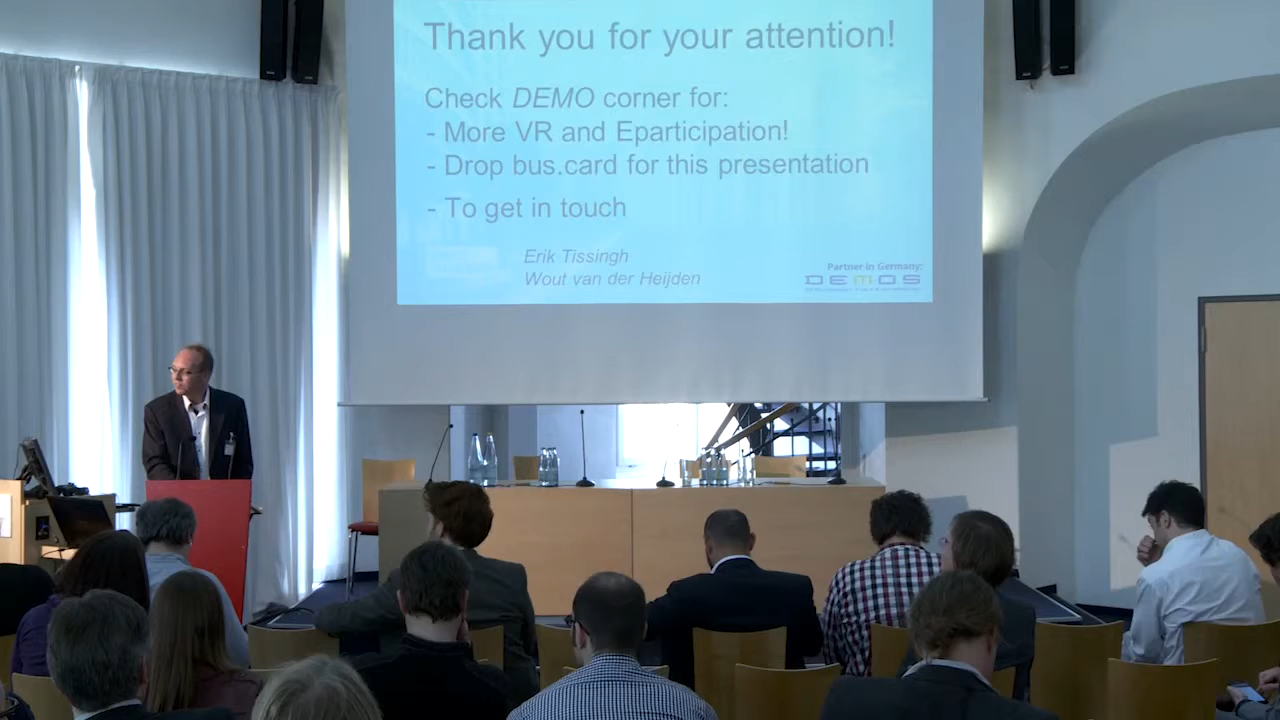 Thank you for your attention!
Check DEMO corner for:
- More VR and Eparticipation!
- Drop bus.card for this presentation
- To get in touch
Erik Tissingh
Wout van der Heijden
Partner in Germany:
DEMOS